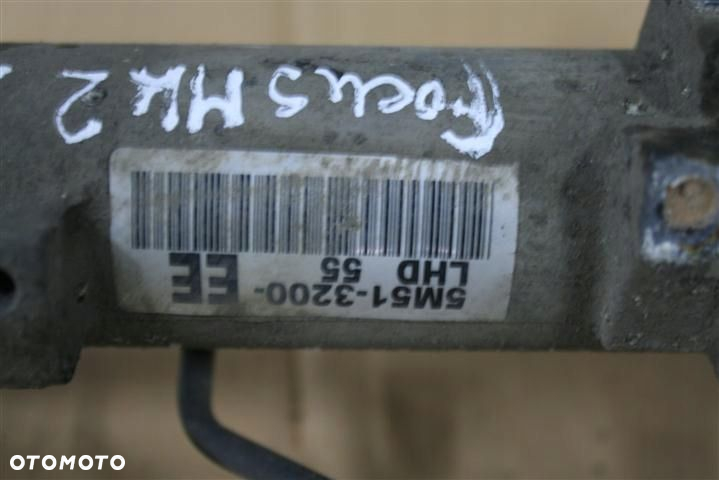 5M51-3200-EE
LHD
55
Focus MK 2
OTOMOTO